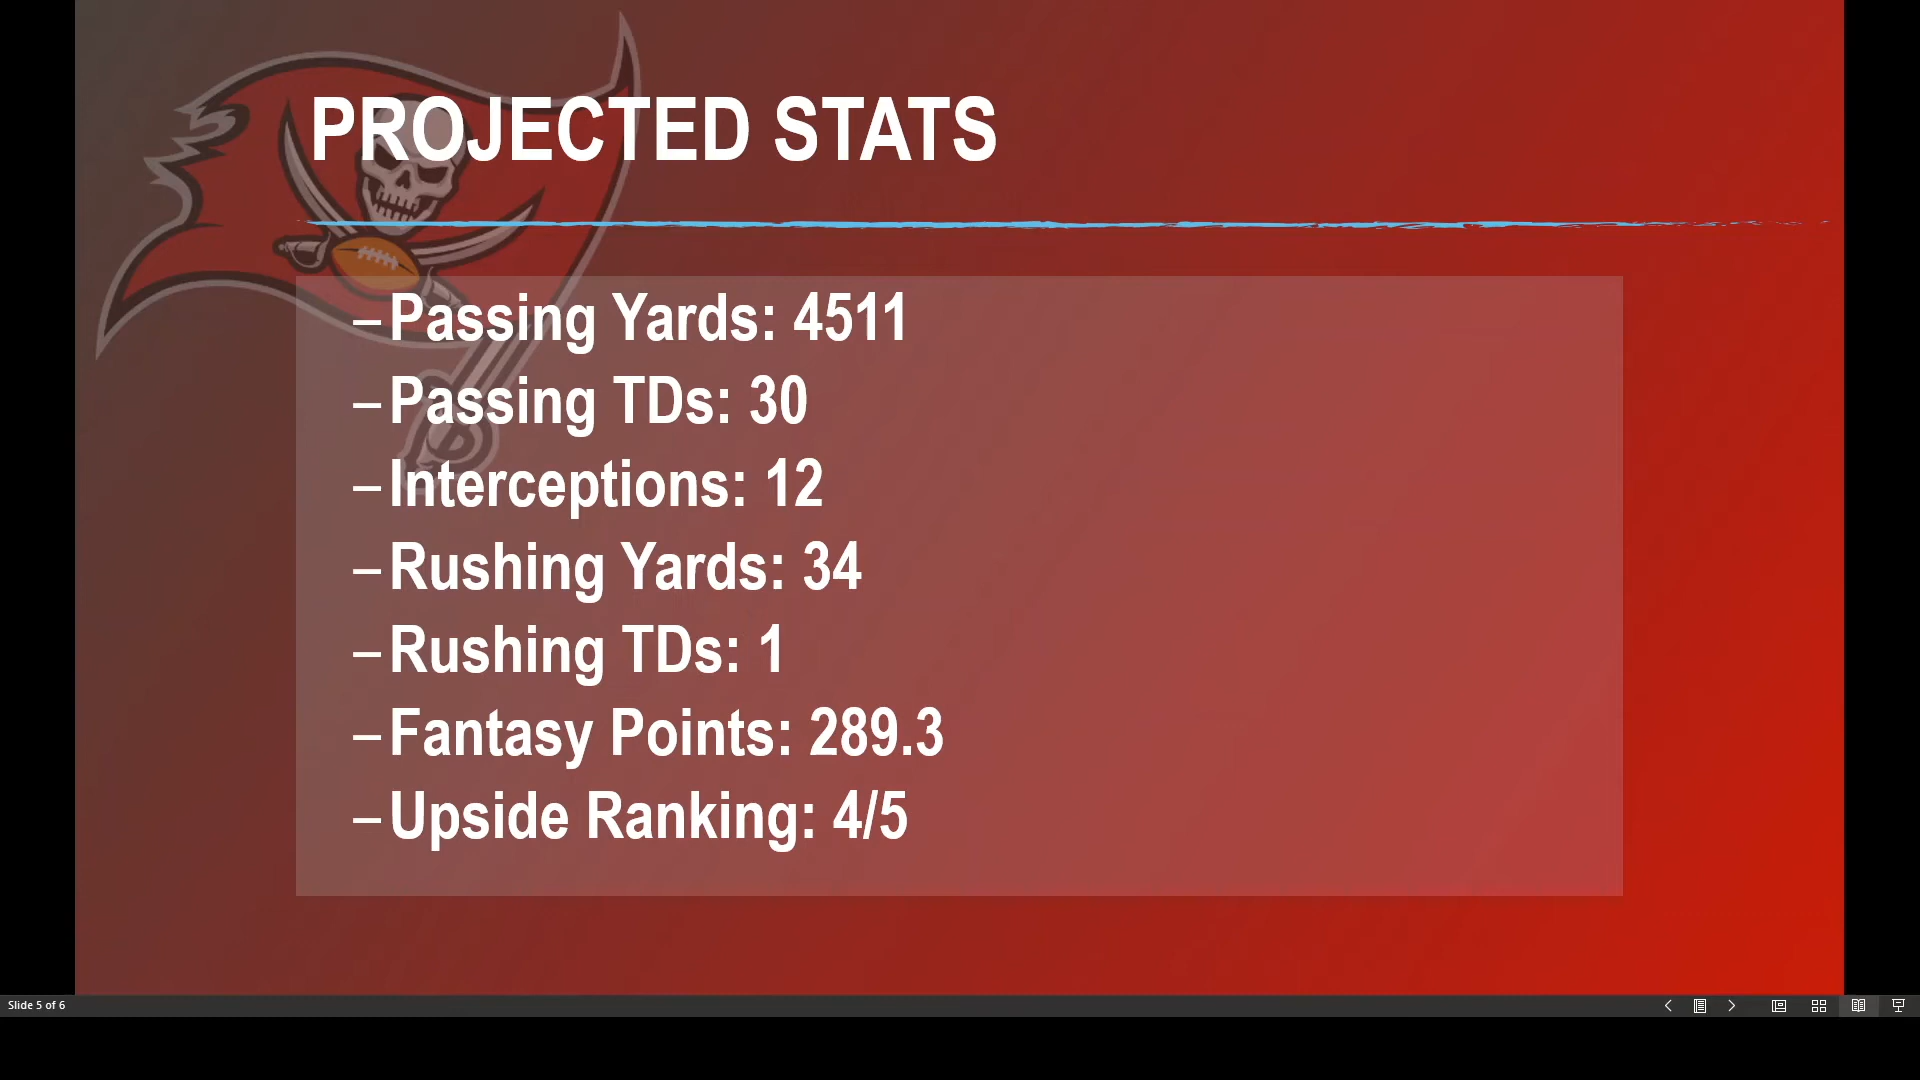 PROJECTED STATS
–Passing Yards: 4511
–Passing TDs: 30
–Interceptions: 12
–Rushing Yards: 34
–Rushing TDs: 1
–Fantasy Points: 289.3
–Upside Ranking: 4/5
Slide 5 of 6